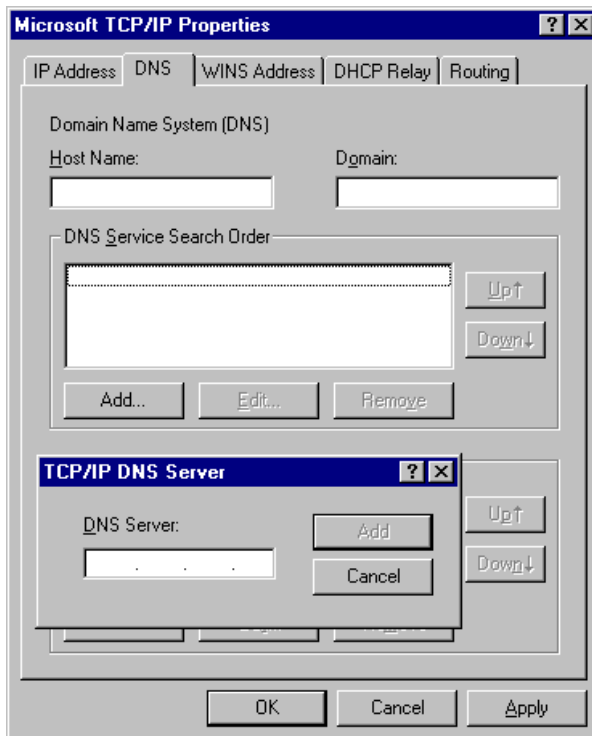 Microsoft TCP/IP Properties
IP Address DNS WINS Address DHCP Relay Routing
Domain Name System (DNS)
Host Name: Domain:
DNS Service Search Order
Up↑
Down↓
Add... Edit... Remove
TCP/IP DNS Server
DNS Server:
Add
Cancel
Up↑
Down↓
OK Cancel Apply